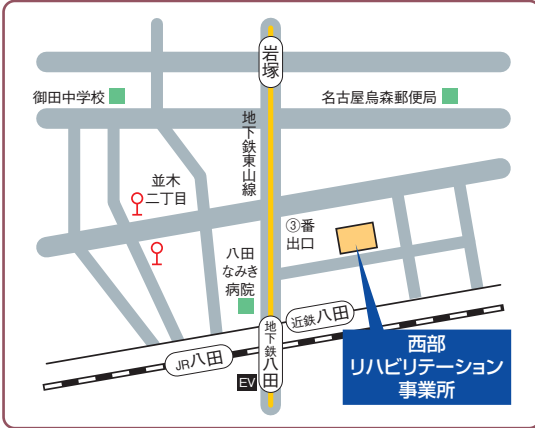 岩塚
御田中学校
名古屋烏森郵便局
地下鉄東山線
並木
二丁目
③番
出口
八田
なみき
病院
近鉄八田
地下鉄八田
JR八田
EV
西部
リハビリテーション
事業所